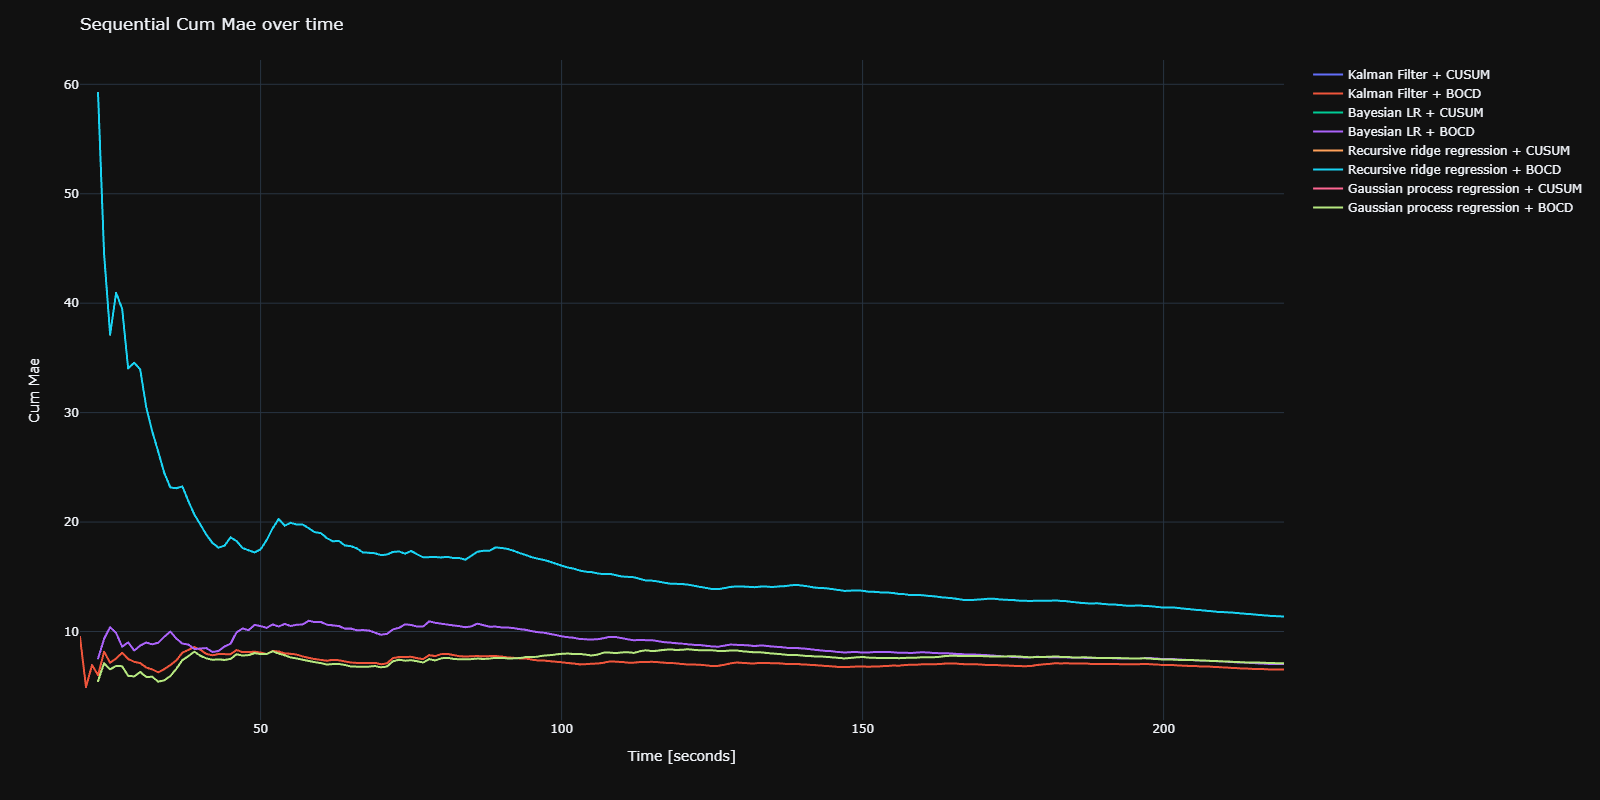 Sequential Cum Mae over time
60
50
40
30
20
10
Cum Mae
50
100
150
200
Time [seconds]
Kalman Filter + CUSUM
Kalman Filter + BOCD
Bayesian LR + CUSUM
Bayesian LR + BOCD
Recursive ridge regression + CUSUM
Recursive ridge regression + BOCD
Gaussian process regression + CUSUM
Gaussian process regression + BOCD